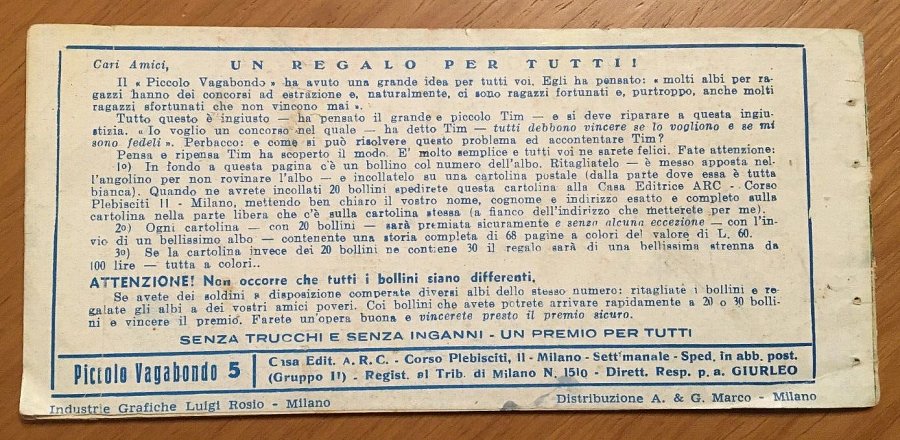 Cari Amici, UN REGALO PER TUTTI!
Il « Piccolo Vagabondo » ha avuto una grande idea per tutti voi. Egli ha pensato: « molti albi per ra-
gazzi hanno dei concorsi ad estrazione e, naturalmente, ci sono ragazzi fortunati e, purtroppo, anche molti
ragazzi sfortunati che non vincono mai ».
Tutto questo è ingiusto — ha pensato il grande e piccolo Tim — e si deve riparare a questa ingiu-
stizia. « Io voglio un concorso nel quale — ha detto Tim — tutti debbono vincere se lo vogliono e se mi
sono fedeli ». Perbacco: e come si può risolvere questo problema ed accontentare Tim?
Pensa e ripensa Tim ha scoperto il modo. E' molto semplice e tutti voi ne sarete felici. Fate attenzione:
1o) In fondo a questa pagina c'è un bollino col numero dell'albo. Ritagliatelo — è messo apposta nel-
l'angolino per non rovinare l'albo — e incollatelo su una cartolina postale (dalla parte dove essa è tutta
bianca). Quando ne avrete incollati 20 bollini spedirete questa cartolina alla Casa Editrice ARC - Corso
Plebisciti 11 - Milano, mettendo ben chiaro il vostro nome, cognome e indirizzo esatto e completo sulla
cartolina nella parte libera che c'è sulla cartolina stessa (a fianco dell'indirizzo che metterete per me).
2o) Ogni cartolina — con 20 bollini — sarà premiata sicuramente e senza alcuna eccezione — con l'in-
vio di un bellissimo albo — contenente una storia completa di 68 pagine a colori del valore di L. 60.
3o) Se la cartolina invece dei 20 bollini ne contiene 30 il regalo sarà di una bellissima strenna da
100 lire — tutta a colori..
ATTENZIONE! Non occorre che tutti i bollini siano differenti,
Se avete dei soldini a disposizione comperate diversi albi dello stesso numero: ritagliate i bollini e re-
galate gli albi a dei vostri amici poveri. Coi bollini che avete potrete arrivare rapidamente a 20 o 30 bolli-
ni e vincere il premio. Farete un'opera buona e vincerete presto il premio sicuro.
SENZA TRUCCHI E SENZA INGANNI - UN PREMIO PER TUTTI
Piccolo Vagabondo 5
Casa Edit. A. R. C. - Corso Plebisciti, 11 - Milano - Sett'manale - Sped. in abb. post.
(Gruppo II) - Regist. al Trib. di Milano N. 1510 - Dirett. Resp. p. a. GIURLEO
Industrie Grafiche Luigi Rosio - Milano Distribuzione A. & G. Marco - Milano